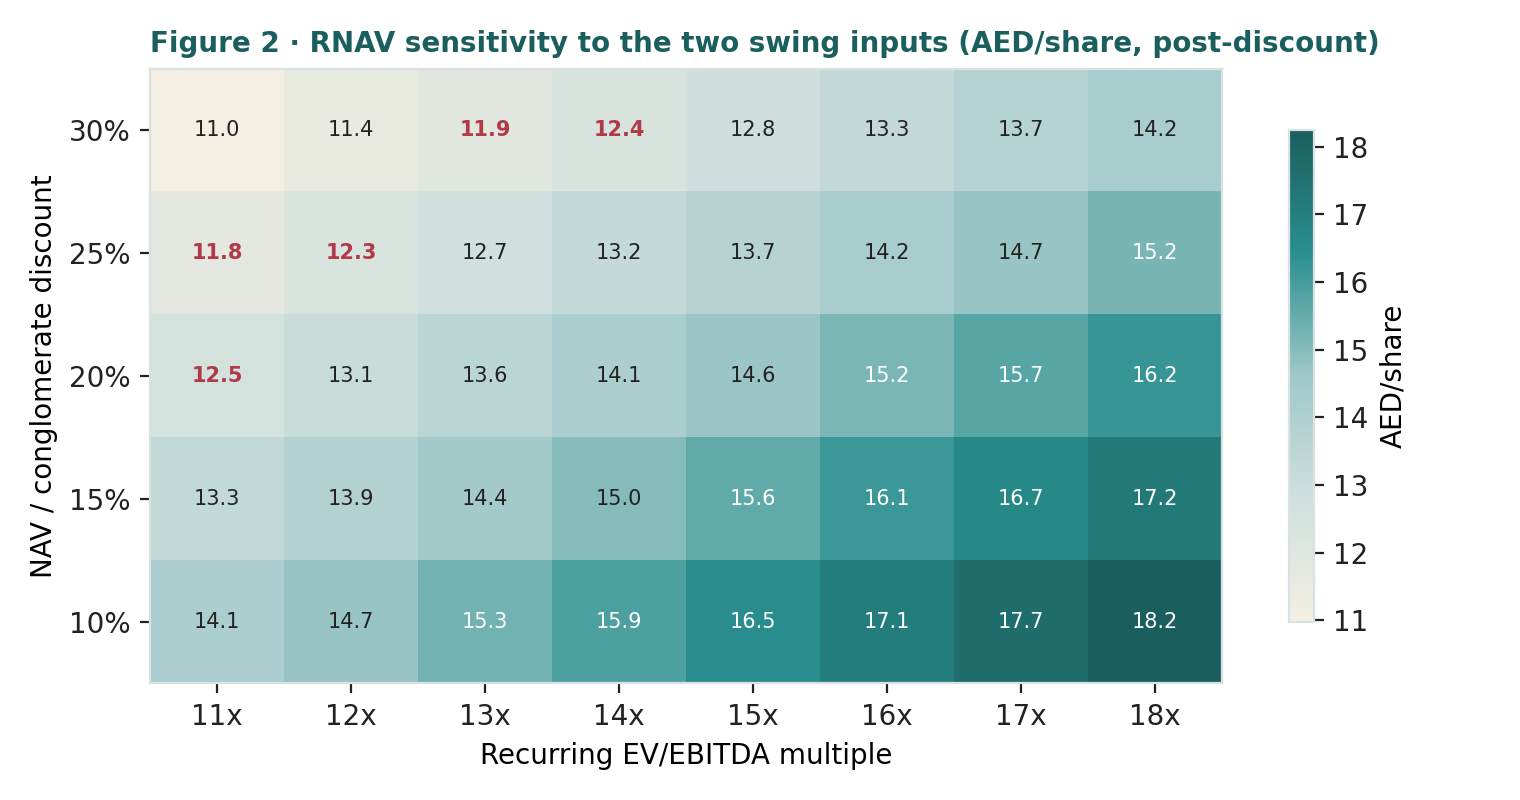 Figure 2 · RNAV sensitivity to the two swing inputs (AED/share, post-discount)
NAV / conglomerate discount
30% 11.0 11.4 11.9 12.4 12.8 13.3 13.7 14.2
25% 11.8 12.3 12.7 13.2 13.7 14.2 14.7 15.2
20% 12.5 13.1 13.6 14.1 14.6 15.2 15.7 16.2
15% 13.3 13.9 14.4 15.0 15.6 16.1 16.7 17.2
10% 14.1 14.7 15.3 15.9 16.5 17.1 17.7 18.2
11x 12x 13x 14x 15x 16x 17x 18x
Recurring EV/EBITDA multiple
18
17
16
15
14
13
12
11
AED/share